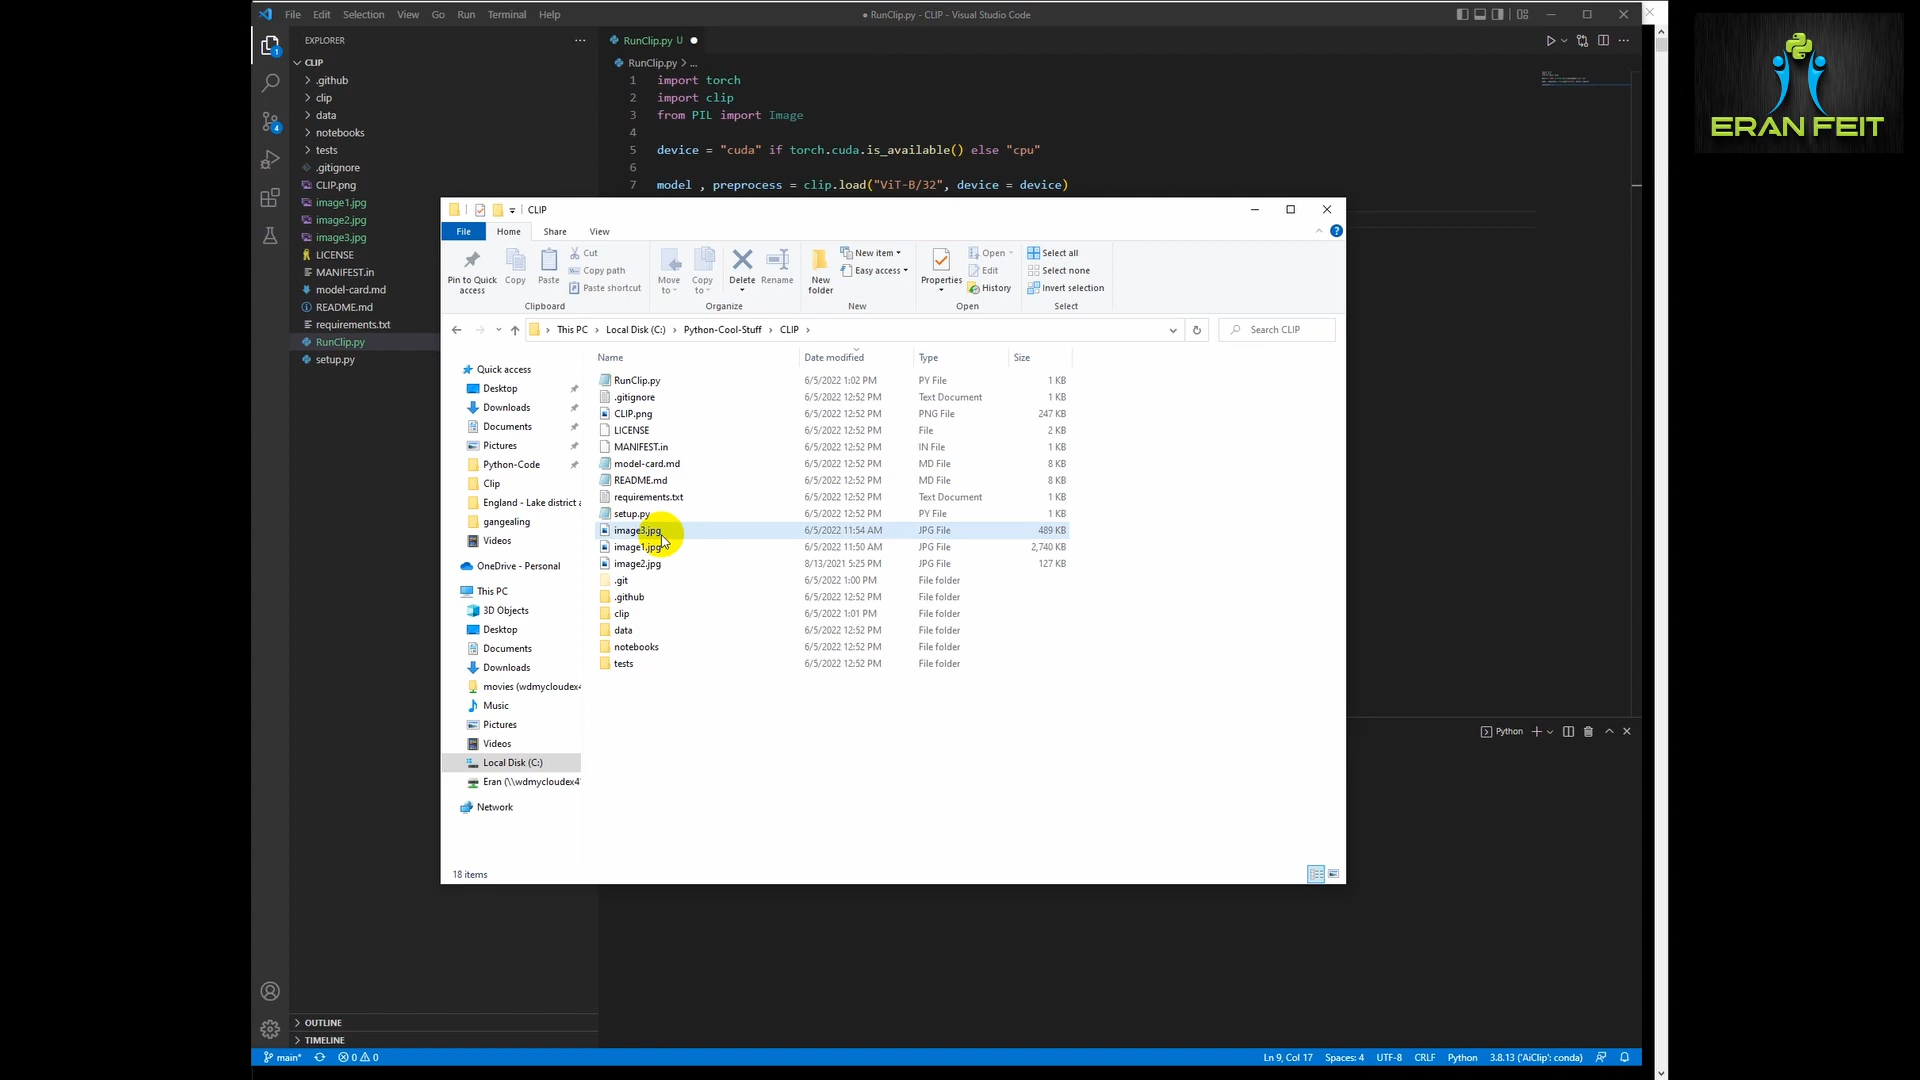 File Edit Selection View Go Run Terminal Help
● RunClip.py - CLIP - Visual Studio Code
EXPLORER
CLIP
.github
clip
data
notebooks
tests
.gitignore
CLIP.png
image1.jpg
image2.jpg
image3.jpg
LICENSE
MANIFEST.in
model-card.md
README.md
requirements.txt
RunClip.py
setup.py
OUTLINE
TIMELINE
1
4
RunClip.py U
RunClip.py > ...
1 import torch
2 import clip
3 from PIL import Image
4
5 device = "cuda" if torch.cuda.is_available() else "cpu"
6
7 model , preprocess = clip.load("ViT-B/32", device = device)
CLIP
File Home Share View
Pin to Quick access
Copy
Paste
Cut
Copy path
Paste shortcut
Clipboard
Move to
Copy to
Delete
Rename
Organize
New folder
New item
Easy access
New
Properties
Open
Edit
History
Open
Select all
Select none
Invert selection
Select
This PC > Local Disk (C:) > Python-Cool-Stuff > CLIP >
Search CLIP
Quick access
Desktop
Downloads
Documents
Pictures
Python-Code
Clip
England - Lake district a
gangealing
Videos
OneDrive - Personal
This PC
3D Objects
Desktop
Documents
Downloads
movies (wdmycloudex4
Music
Pictures
Videos
Local Disk (C:)
Eran (\\wdmycloudex4
Network
Name Date modified Type Size
RunClip.py 6/5/2022 1:02 PM PY File 1 KB
.gitignore 6/5/2022 12:52 PM Text Document 1 KB
CLIP.png 6/5/2022 12:52 PM PNG File 247 KB
LICENSE 6/5/2022 12:52 PM File 2 KB
MANIFEST.in 6/5/2022 12:52 PM IN File 1 KB
model-card.md 6/5/2022 12:52 PM MD File 8 KB
README.md 6/5/2022 12:52 PM MD File 8 KB
requirements.txt 6/5/2022 12:52 PM Text Document 1 KB
setup.py 6/5/2022 12:52 PM PY File 1 KB
image3.jpg 6/5/2022 11:54 AM JPG File 489 KB
image1.jpg 6/5/2022 11:50 AM JPG File 2,740 KB
image2.jpg 8/13/2021 5:25 PM JPG File 127 KB
.git 6/5/2022 1:00 PM File folder
.github 6/5/2022 12:52 PM File folder
clip 6/5/2022 1:01 PM File folder
data 6/5/2022 12:52 PM File folder
notebooks 6/5/2022 12:52 PM File folder
tests 6/5/2022 12:52 PM File folder
18 items
Python
main* 0 0
Ln 9, Col 17 Spaces: 4 UTF-8 CRLF Python 3.8.13 ('AiClip': conda)
ERAN FEIT